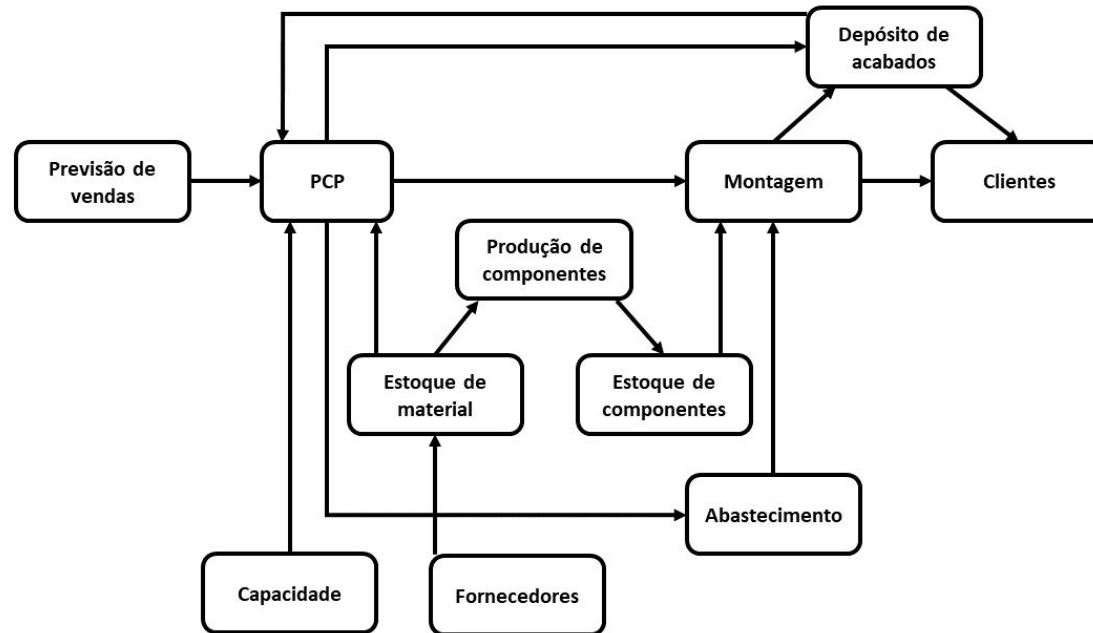 Depósito de
acabados
Previsão de
vendas
PCP
Montagem
Clientes
Produção de
componentes
Estoque de
material
Estoque de
componentes
Abastecimento
Capacidade
Fornecedores